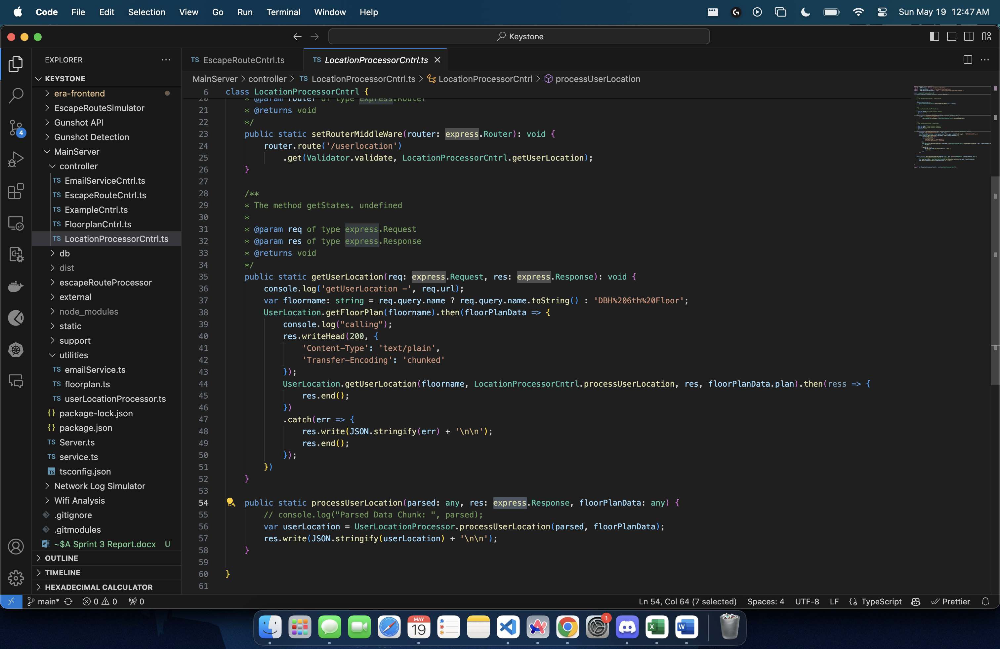 Code File Edit Selection View Go Run Terminal Window Help Sun May 19 12:47 AM
Keystone
EXPLORER
KEYSTONE
era-frontend
EscapeRouteSimulator
Gunshot API
Gunshot Detection
MainServer
controller
TS EmailServiceCntrl.ts
TS EscapeRouteCntrl.ts
TS ExampleCntrl.ts
TS FloorplanCntrl.ts
TS LocationProcessorCntrl.ts
db
dist
escapeRouteProcessor
external
node_modules
static
support
utilities
TS emailService.ts
TS floorplan.ts
TS userLocationProcessor.ts
{} package-lock.json
{} package.json
TS Server.ts
TS service.ts
TS tsconfig.json
Network Log Simulator
Wifi Analysis
.gitignore
.gitmodules
W ~$A Sprint 3 Report.docx U
OUTLINE
TIMELINE
HEXADECIMAL CALCULATOR
4
TS EscapeRouteCntrl.ts TS LocationProcessorCntrl.ts
MainServer > controller > TS LocationProcessorCntrl.ts > LocationProcessorCntrl > processUserLocation
6 class LocationProcessorCntrl {
20 * @param router of type express.Router
21 * @returns void
22 */
23 public static setRouterMiddleWare(router: express.Router): void {
24 router.route('/userlocation')
25 .get(Validator.validate, LocationProcessorCntrl.getUserLocation);
26 }
27
28 /**
29 * The method getStates. undefined
30 *
31 * @param req of type express.Request
32 * @param res of type express.Response
33 * @returns void
34 */
35 public static getUserLocation(req: express.Request, res: express.Response): void {
36 console.log('getUserLocation –', req.url);
37 var floorname: string = req.query.name ? req.query.name.toString() : 'DBH%206th%20Floor';
38 UserLocation.getFloorPlan(floorname).then(floorPlanData => {
39 console.log("calling");
40 res.writeHead(200, {
41 'Content-Type': 'text/plain',
42 'Transfer-Encoding': 'chunked'
43 });
44 UserLocation.getUserLocation(floorname, LocationProcessorCntrl.processUserLocation, res, floorPlanData.plan).then(ress => {
45 res.end();
46 })
47 .catch(err => {
48 res.write(JSON.stringify(err) + '\n\n');
49 res.end();
50 });
51 })
52 }
53
54 public static processUserLocation(parsed: any, res: express.Response, floorPlanData: any) {
55 // console.log("Parsed Data Chunk: ", parsed);
56 var userLocation = UserLocationProcessor.processUserLocation(parsed, floorPlanData);
57 res.write(JSON.stringify(userLocation) + '\n\n');
58 }
59
60 }
61
main* 0 0 0 Ln 54, Col 64 (7 selected) Spaces: 4 UTF-8 LF TypeScript Prettier
MAY
19
1
X
W